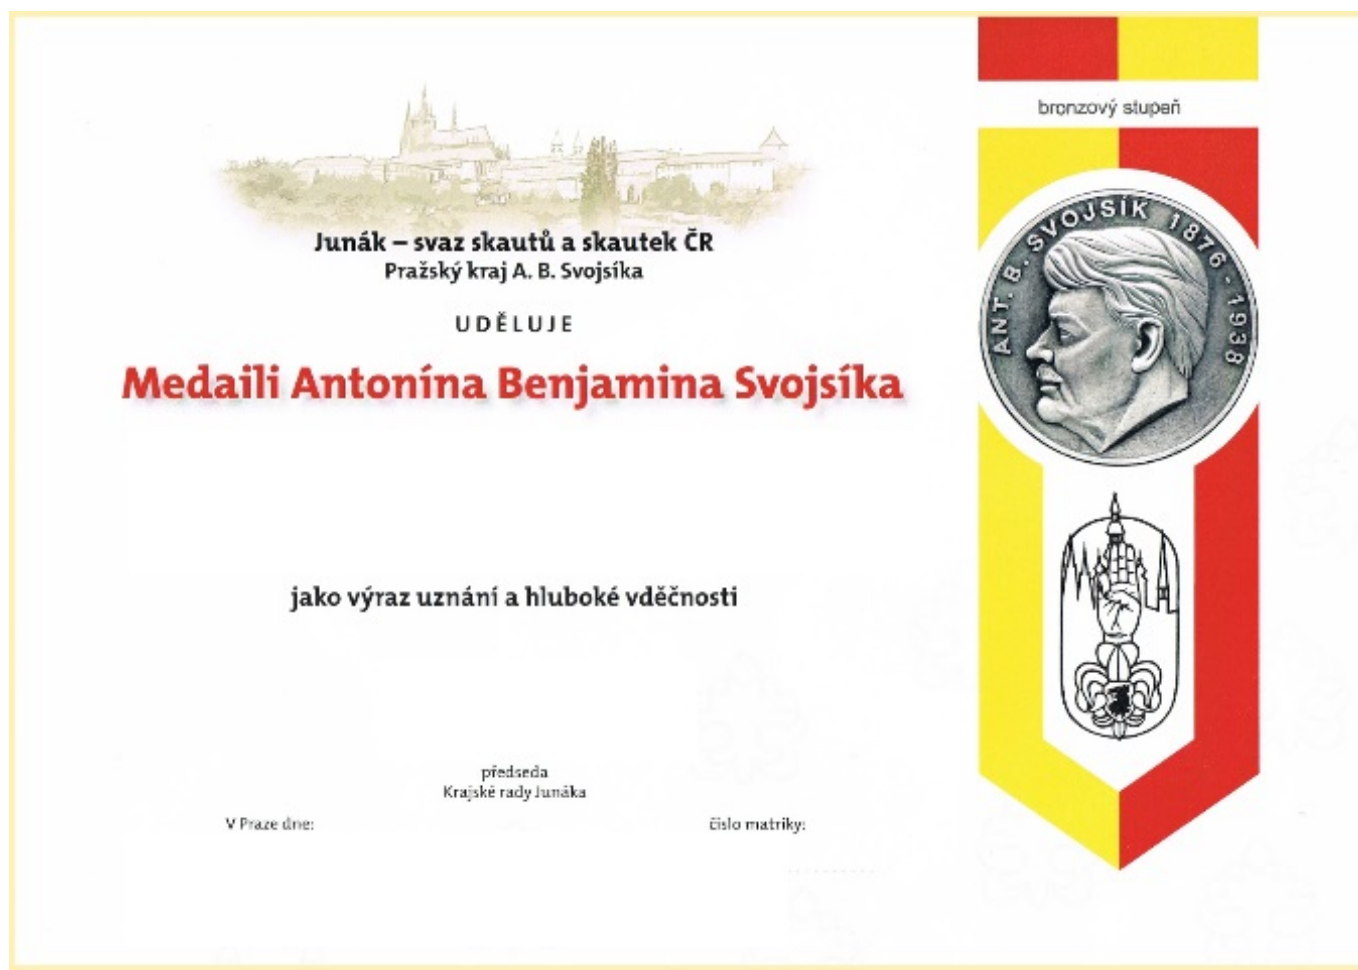 Junák – svaz skautů a skautek ČR
Pražský kraj A. B. Svojsíka
UDĚLUJE
Medaili Antonína Benjamina Svojsíka
jako výraz uznání a hluboké vděčnosti
předseda
Krajské rady Junáka
V Praze dne:
číslo matriky:
bronzový stupeň
ANT. B. SVOJSÍK 1876 - 1938